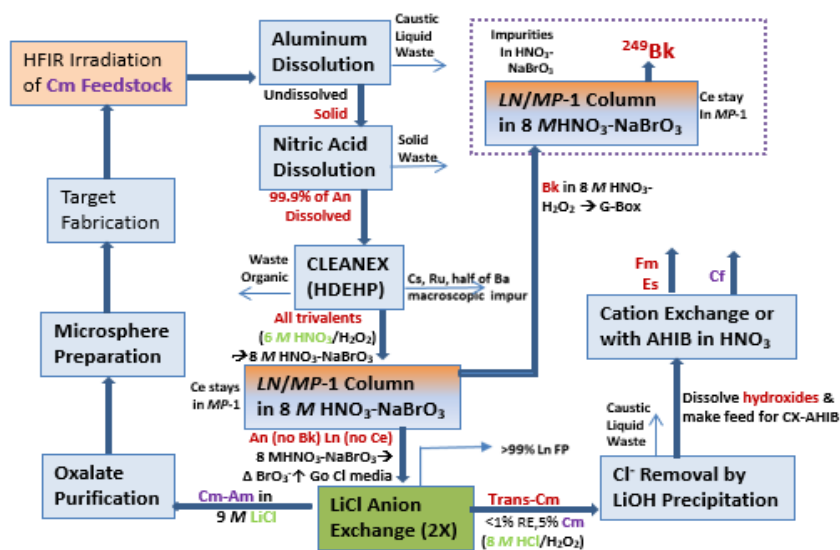 HFIR Irradiation
of Cm Feedstock
Aluminum
Dissolution
Caustic
Liquid
Waste
Undissolved
Solid
Nitric Acid
Dissolution
Solid
Waste
99.9% of An
Dissolved
Waste
Organic
CLEANEX
(HDEHP)
Cs, Ru, half of Ba
macroscopic impur
All trivalents
(6 M HNO₃/H₂O₂)
→8 M HNO₃-NaBrO₃
Ce stays
in MP-1
LN/MP-1 Column
in 8 M HNO₃-NaBrO₃
An (no Bk) Ln (no Ce)
8 MHNO₃-NaBrO₃→
Δ BrO₃⁻↑ Go Cl media
>99% Ln FP
LiCl Anion
Exchange (2X)
Cm-Am in
9 M LiCl
Oxalate
Purification
Microsphere
Preparation
Target
Fabrication
Trans-Cm
<1% RE,5% Cm
(8 M HCl/H₂O₂)
Cl⁻ Removal by
LiOH Precipitation
Caustic
Liquid
Waste
Dissolve hydroxides &
make feed for CX-AHIB
Cation Exchange or
with AHIB in HNO₃
Fm
Es
Cf
Bk in 8 M HNO₃-
H₂O₂ → G-Box
LN/MP-1 Column
in 8 MHNO₃-NaBrO₃
Ce stay
In MP-1
Impurities
In HNO₃-
NaBrO₃
²⁴⁹Bk